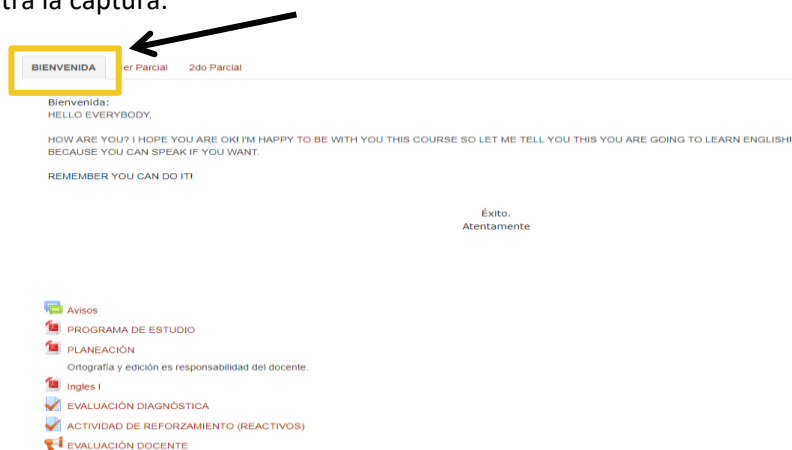 tra la captura.
BIENVENIDA er Parcial 2do Parcial
Bienvenida:
HELLO EVERYBODY,
HOW ARE YOU? I HOPE YOU ARE OK! I'M HAPPY TO BE WITH YOU THIS COURSE SO LET ME TELL YOU THIS YOU ARE GOING TO LEARN ENGLISH!
BECAUSE YOU CAN SPEAK IF YOU WANT.
REMEMBER YOU CAN DO IT!
Éxito.
Atentamente
Avisos
PROGRAMA DE ESTUDIO
PLANEACIÓN
Ortografía y edición es responsabilidad del docente.
Ingles I
EVALUACIÓN DIAGNÓSTICA
ACTIVIDAD DE REFORZAMIENTO (REACTIVOS)
EVALUACIÓN DOCENTE